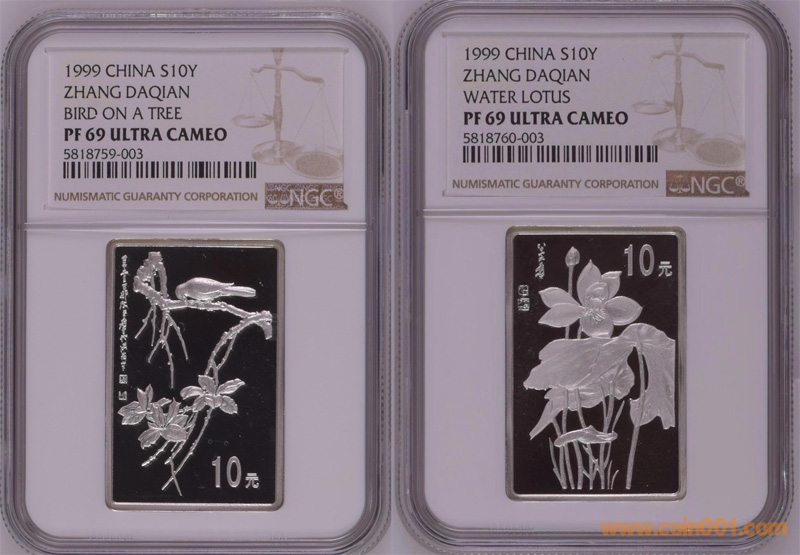 1999 CHINA S10Y
ZHANG DAQIAN
BIRD ON A TREE
PF 69 ULTRA CAMEO
5818759-003
NUMISMATIC GUARANTY CORPORATION
NGC®
10元
1999 CHINA S10Y
ZHANG DAQIAN
WATER LOTUS
PF 69 ULTRA CAMEO
5818760-003
NUMISMATIC GUARANTY CORPORATION
NGC®
10元
www.coin001.com